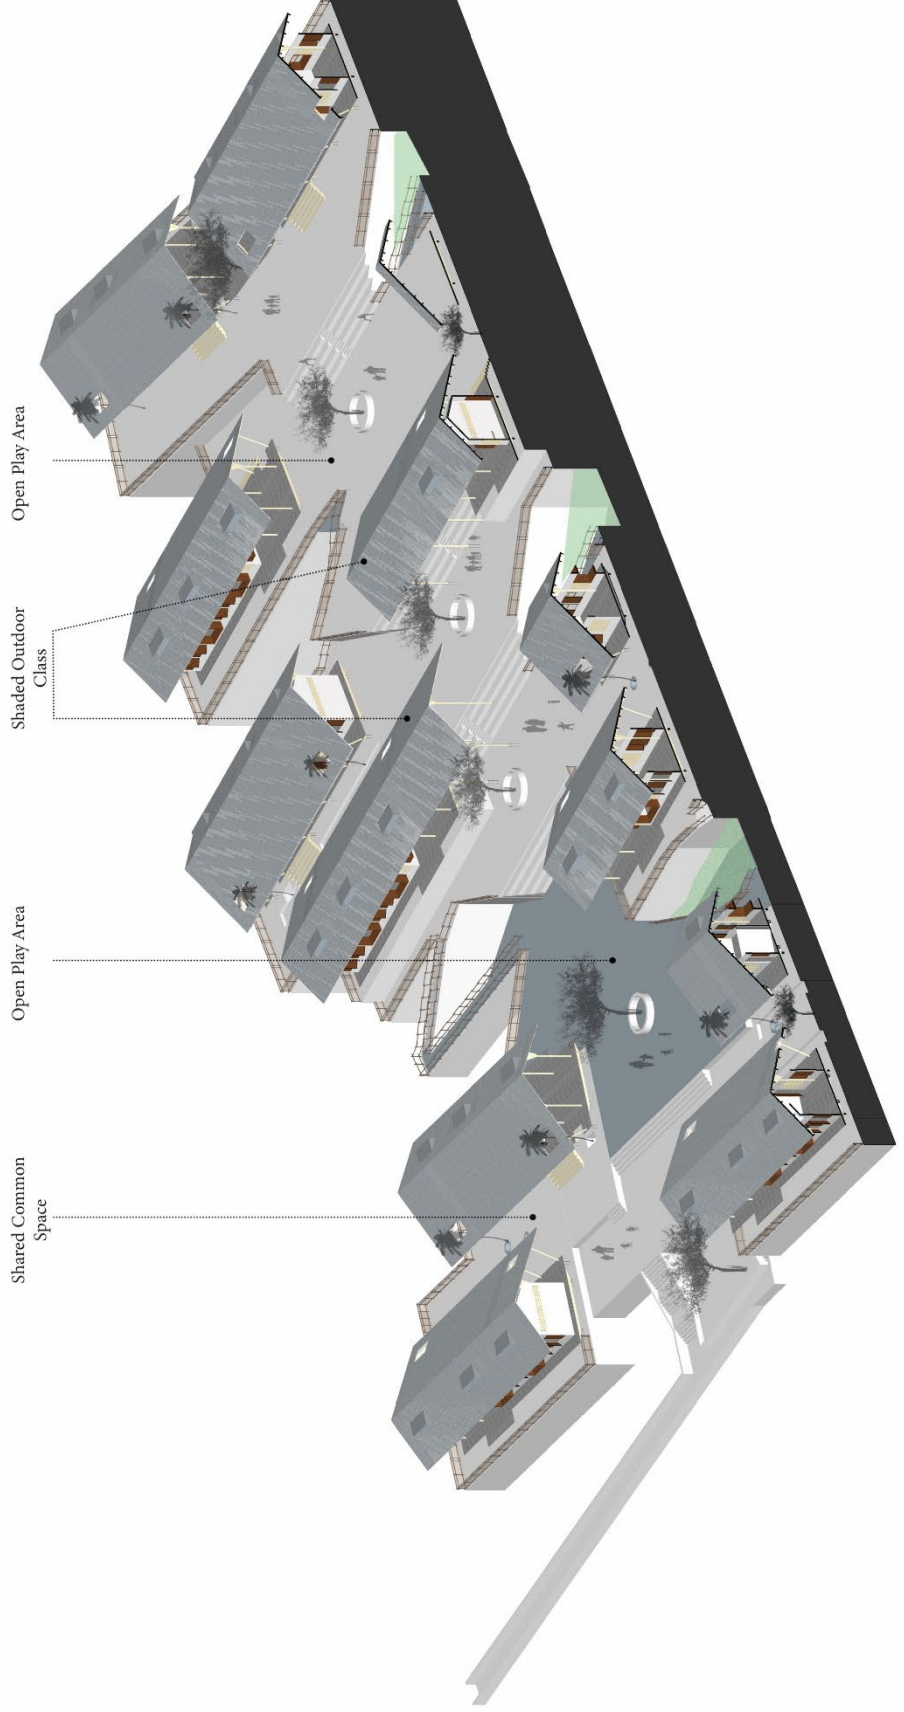 Open Play Area
Shaded Outdoor
Class
Open Play Area
Shared Common
Space